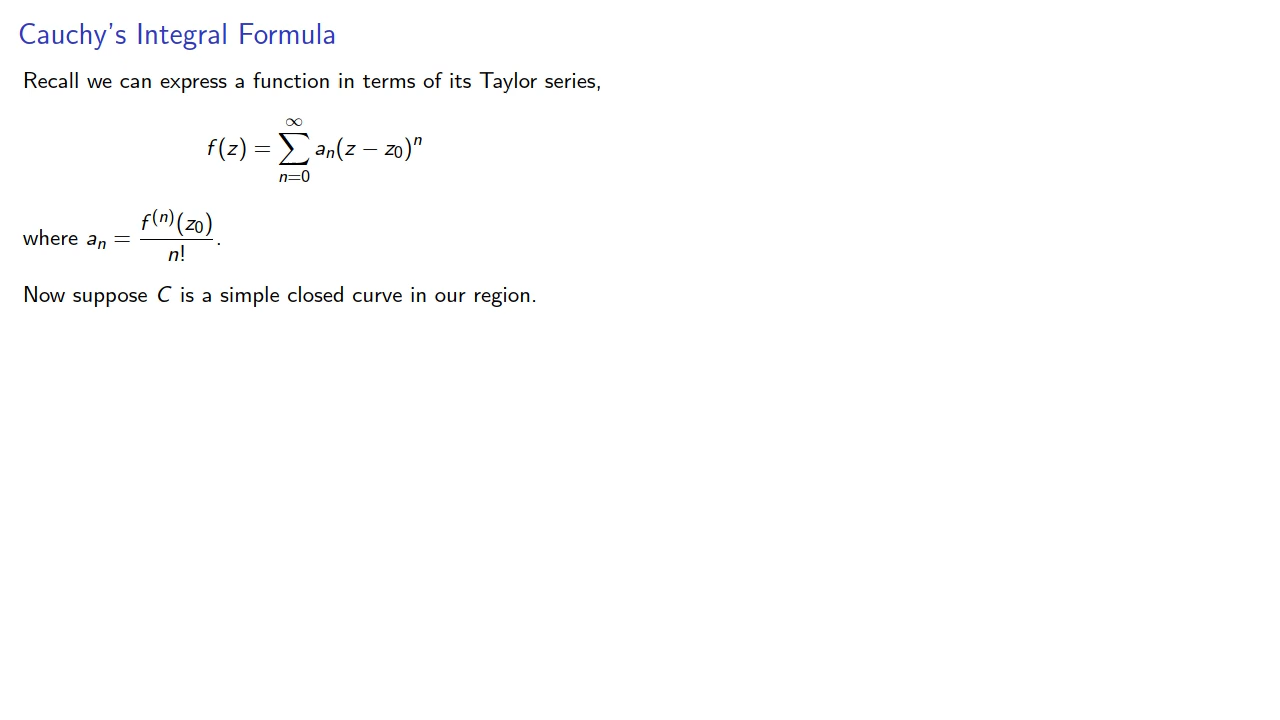 Cauchy's Integral Formula
Recall we can express a function in terms of its Taylor series,
f(z) = ∑_{n=0}^{∞} a_n(z − z_0)^n
where a_n = f^{(n)}(z_0) / n! .
Now suppose C is a simple closed curve in our region.